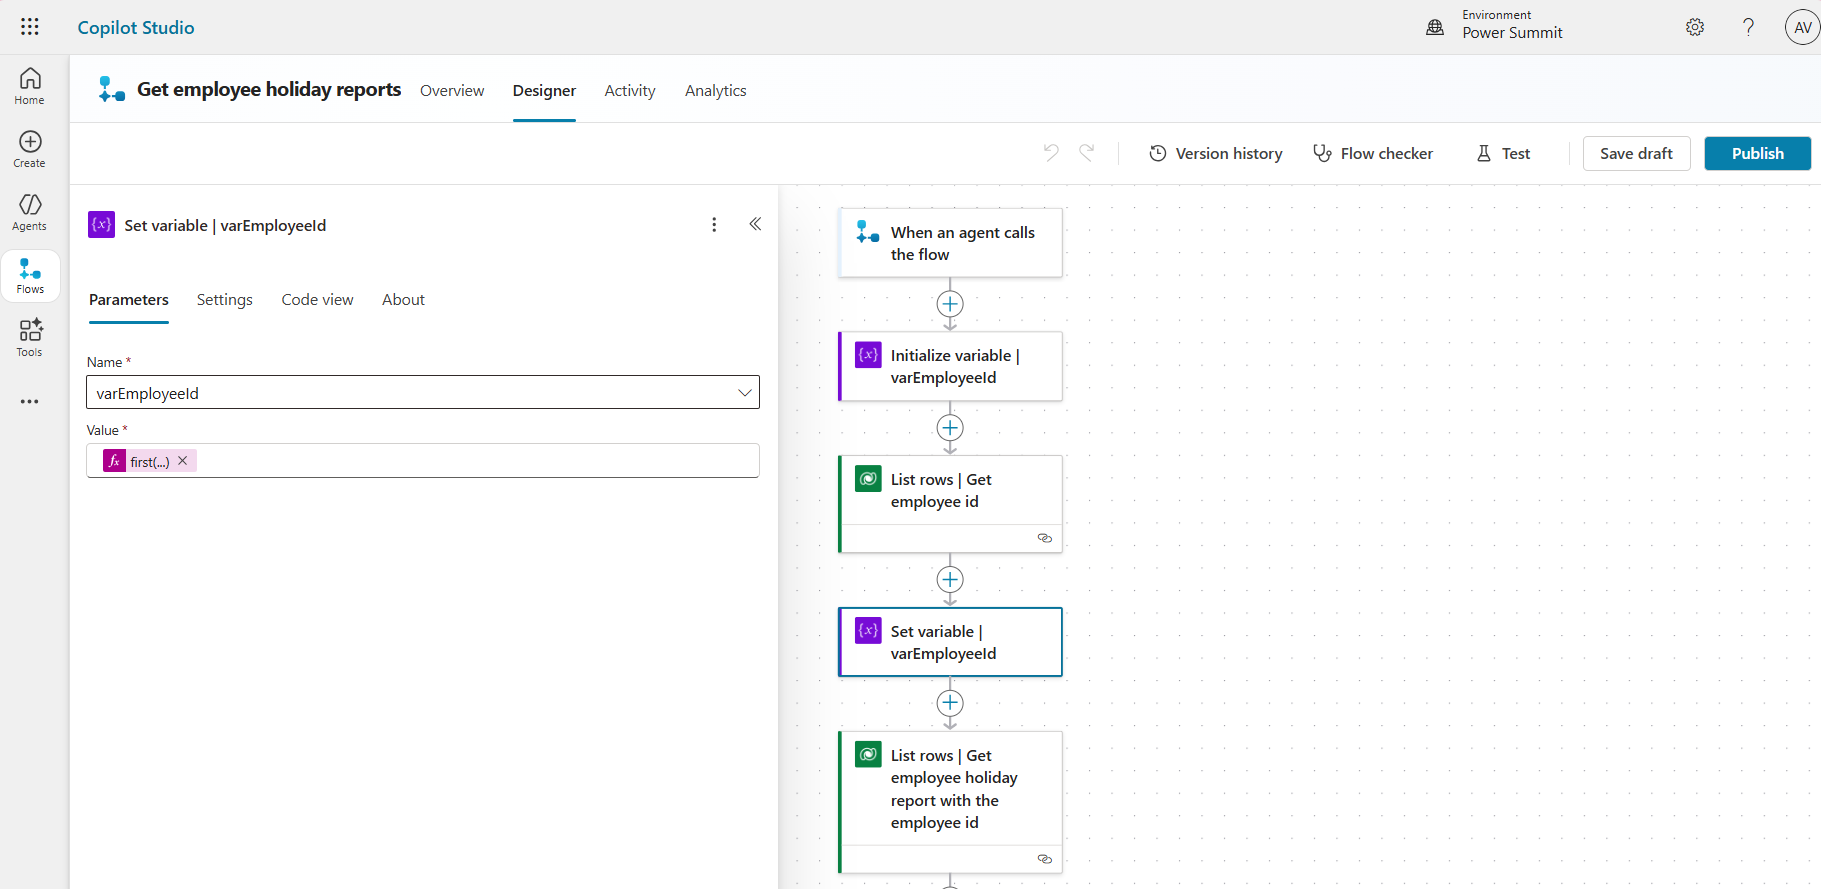 Copilot Studio
Environment
Power Summit
?
AV
Home
Create
Agents
Flows
Tools
Get employee holiday reports
Overview
Designer
Activity
Analytics
Version history
Flow checker
Test
Save draft
Publish
{x} Set variable | varEmployeeId
Parameters
Settings
Code view
About
Name *
varEmployeeId
Value *
fx first(...)
When an agent calls
the flow
{x} Initialize variable |
varEmployeeId
List rows | Get
employee id
{x} Set variable |
varEmployeeId
List rows | Get
employee holiday
report with the
employee id